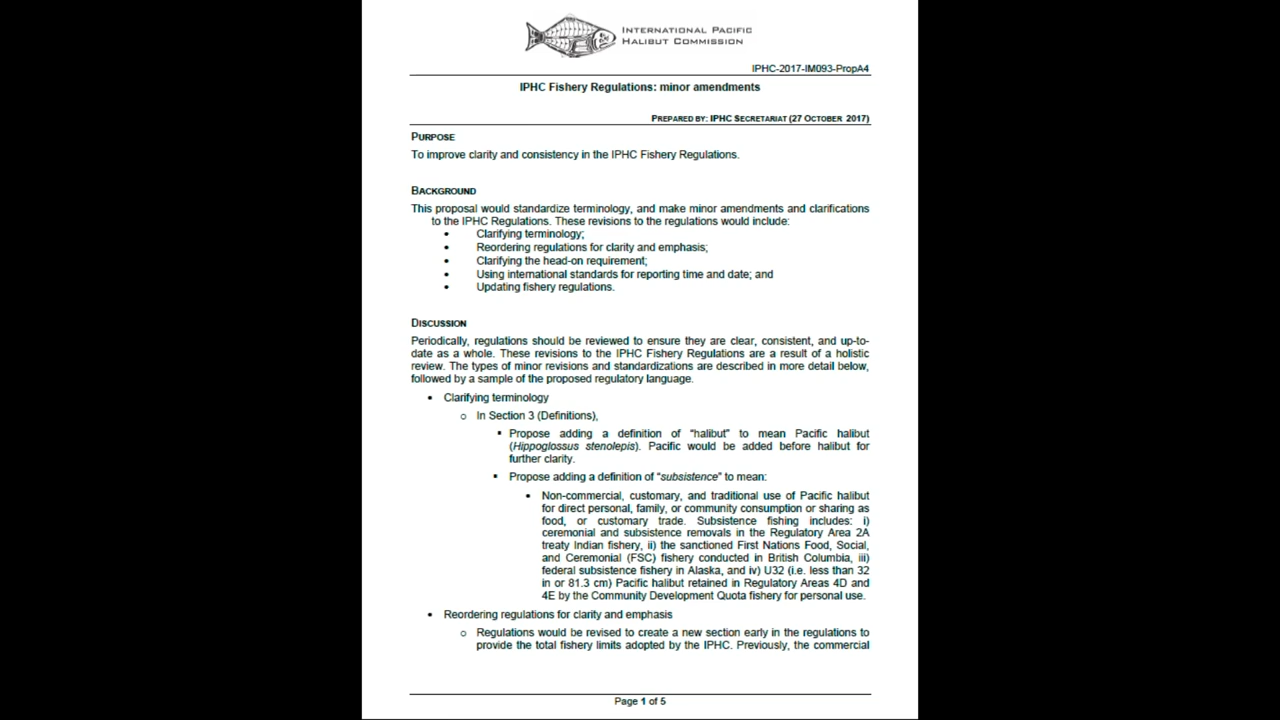 INTERNATIONAL PACIFIC
HALIBUT COMMISSION
IPHC-2017-IM093-PropA4
IPHC Fishery Regulations: minor amendments
PREPARED BY: IPHC SECRETARIAT (27 OCTOBER 2017)
PURPOSE
To improve clarity and consistency in the IPHC Fishery Regulations.
BACKGROUND
This proposal would standardize terminology, and make minor amendments and clarifications
to the IPHC Regulations. These revisions to the regulations would include:
• Clarifying terminology;
• Reordering regulations for clarity and emphasis;
• Clarifying the head-on requirement;
• Using international standards for reporting time and date; and
• Updating fishery regulations.
DISCUSSION
Periodically, regulations should be reviewed to ensure they are clear, consistent, and up-to-
date as a whole. These revisions to the IPHC Fishery Regulations are a result of a holistic
review. The types of minor revisions and standardizations are described in more detail below,
followed by a sample of the proposed regulatory language.
• Clarifying terminology
o In Section 3 (Definitions),
▪ Propose adding a definition of “halibut” to mean Pacific halibut
(Hippoglossus stenolepis). Pacific would be added before halibut for
further clarity.
▪ Propose adding a definition of “subsistence” to mean:
• Non-commercial, customary, and traditional use of Pacific halibut
for direct personal, family, or community consumption or sharing as
food, or customary trade. Subsistence fishing includes: i)
ceremonial and subsistence removals in the Regulatory Area 2A
treaty Indian fishery, ii) the sanctioned First Nations Food, Social,
and Ceremonial (FSC) fishery conducted in British Columbia, iii)
federal subsistence fishery in Alaska, and iv) U32 (i.e. less than 32
in or 81.3 cm) Pacific halibut retained in Regulatory Areas 4D and
4E by the Community Development Quota fishery for personal use.
• Reordering regulations for clarity and emphasis
o Regulations would be revised to create a new section early in the regulations to
provide the total fishery limits adopted by the IPHC. Previously, the commercial
Page 1 of 5